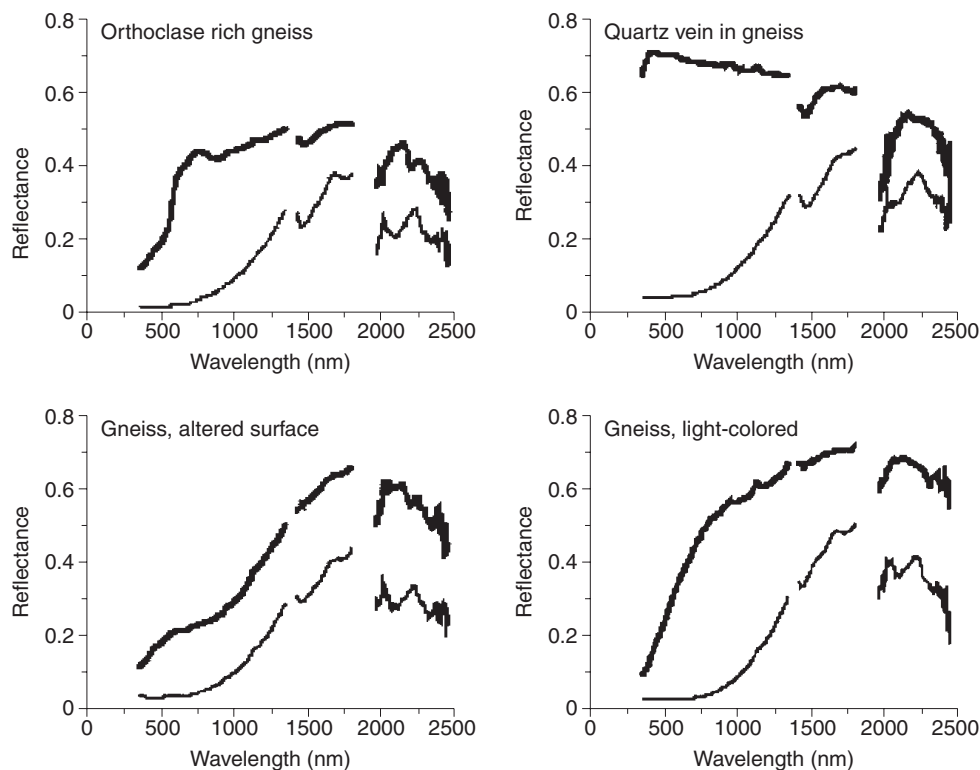 Orthoclase rich gneiss
0.8
0.6
0.4
0.2
0
Reflectance
0 500 1000 1500 2000 2500
Wavelength (nm)
Quartz vein in gneiss
0.8
0.6
0.4
0.2
0
Reflectance
0 500 1000 1500 2000 2500
Wavelength (nm)
Gneiss, altered surface
0.8
0.6
0.4
0.2
0
Reflectance
0 500 1000 1500 2000 2500
Wavelength (nm)
Gneiss, light-colored
0.8
0.6
0.4
0.2
0
Reflectance
0 500 1000 1500 2000 2500
Wavelength (nm)